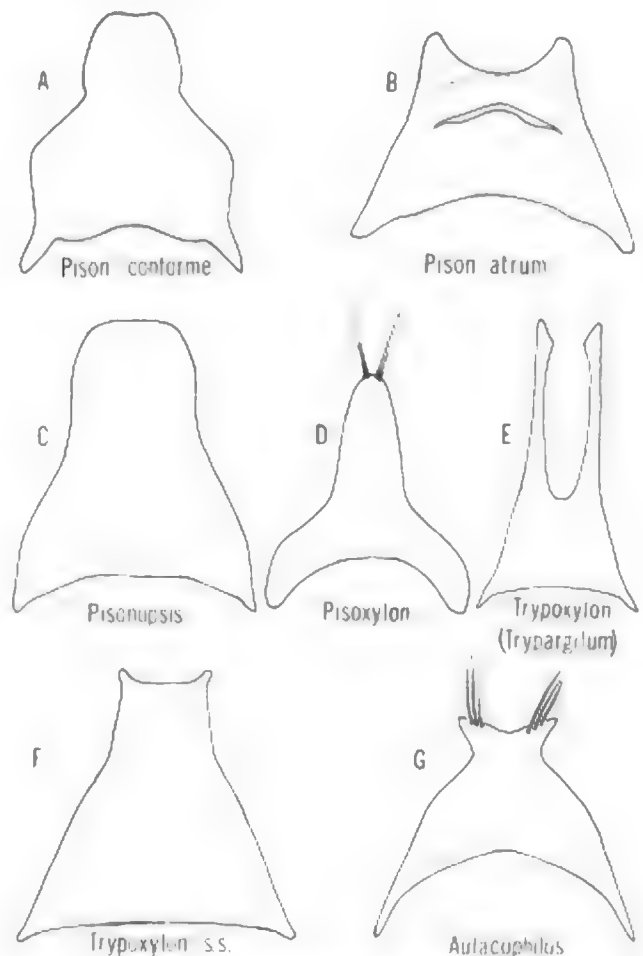 A
B
Pison conforme
Pison atrum
C
D
E
Pisonopsis
Pisoxylon
Trypoxylon
(Trypargilum)
F
G
Trypoxylon s.s.
Aulacophilus